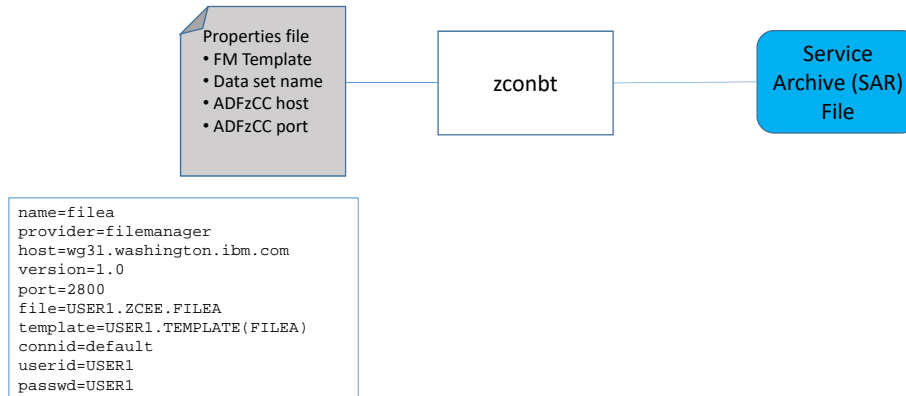 Properties file
• FM Template
• Data set name
• ADFzCC host
• ADFzCC port
zconbt
Service
Archive (SAR)
File
name=filea
provider=filemanager
host=wg31.washington.ibm.com
version=1.0
port=2800
file=USER1.ZCEE.FILEA
template=USER1.TEMPLATE(FILEA)
connid=default
userid=USER1
passwd=USER1